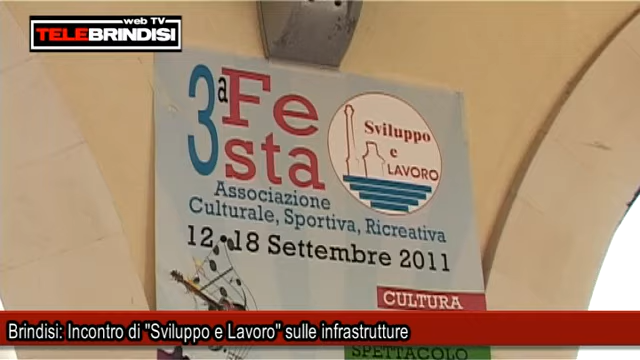 web TV
TELEBRINDISI
3a Festa
Sviluppo
e
LAVORO
Associazione
Culturale, Sportiva, Ricreativa
12-18 Settembre 2011
CULTURA
Brindisi: Incontro di "Sviluppo e Lavoro" sulle infrastrutture
SPETTACOLO